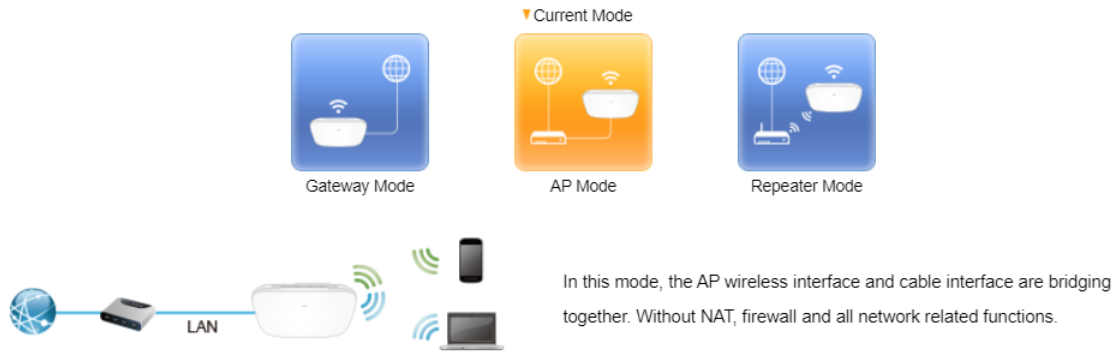 Current Mode
Gateway Mode
AP Mode
Repeater Mode
LAN
In this mode, the AP wireless interface and cable interface are bridging
together. Without NAT, firewall and all network related functions.